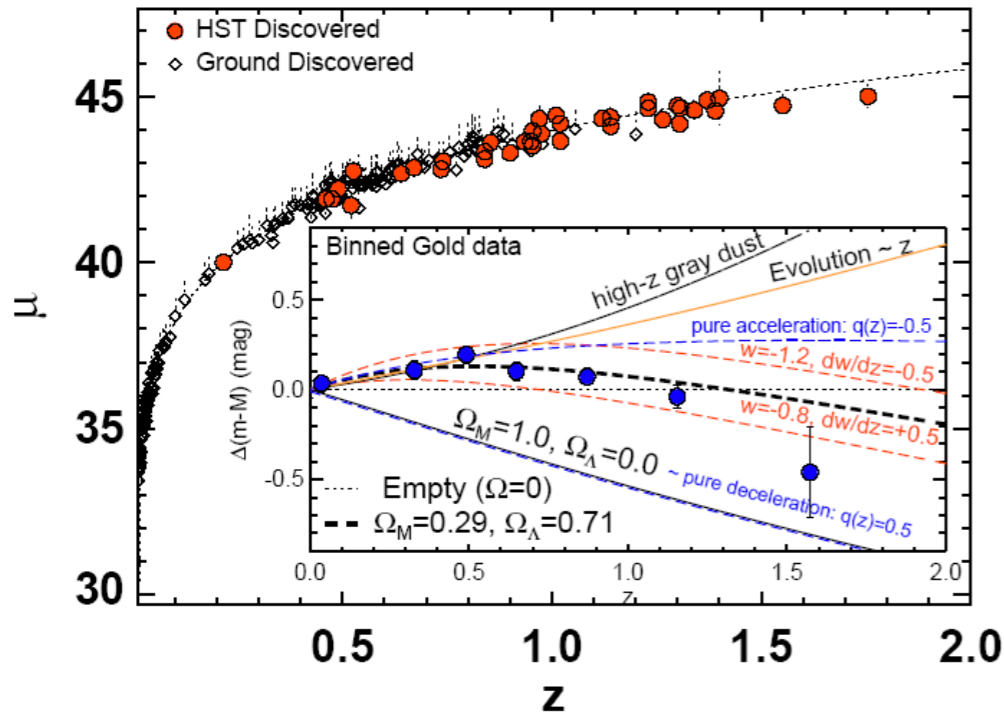 HST Discovered
Ground Discovered
μ
45
40
35
30
Binned Gold data
Δ(m-M) (mag)
0.5
0.0
-0.5
high-z gray dust
Evolution ~ z
pure acceleration: q(z)=-0.5
w=-1.2, dw/dz=-0.5
w=-0.8, dw/dz=+0.5
Ω_M=1.0, Ω_Λ=0.0
~ pure deceleration: q(z)=0.5
Empty (Ω=0)
Ω_M=0.29, Ω_Λ=0.71
0.0 0.5 1.0 1.5 2.0
z
0.5 1.0 1.5 2.0
z